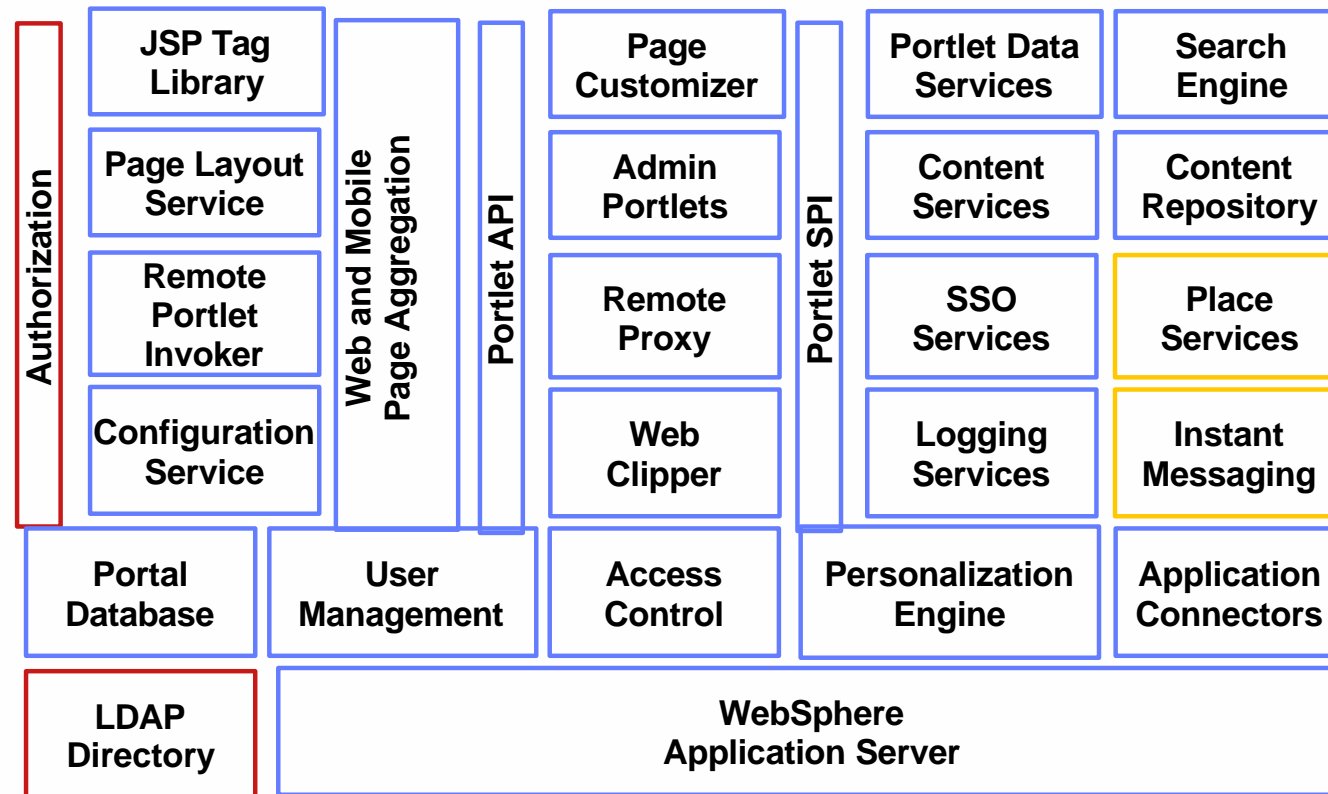 Authorization
JSP Tag
Library
Page Layout
Service
Remote
Portlet
Invoker
Configuration
Service
Web and Mobile
Page Aggregation
Portlet API
Page
Customizer
Admin
Portlets
Remote
Proxy
Web
Clipper
Portlet SPI
Portlet Data
Services
Content
Services
SSO
Services
Logging
Services
Search
Engine
Content
Repository
Place
Services
Instant
Messaging
Portal
Database
User
Management
Access
Control
Personalization
Engine
Application
Connectors
LDAP
Directory
WebSphere
Application Server